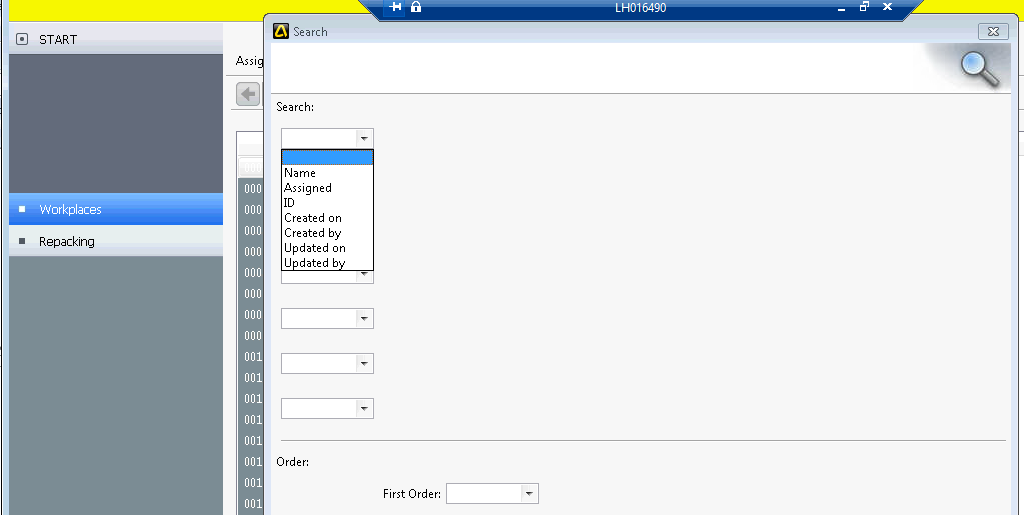 LH016490
START
Search
Assig
Search:
Name
Assigned
ID
Created on
Created by
Updated on
Updated by
Workplaces
Repacking
000
000
000
000
000
000
000
000
001
001
001
001
001
001
001
001
Order:
First Order: